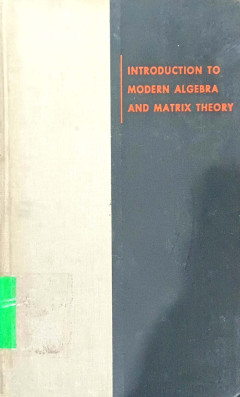 INTRODUCTION TO
MODERN ALGEBRA
AND MATRIX THEORY